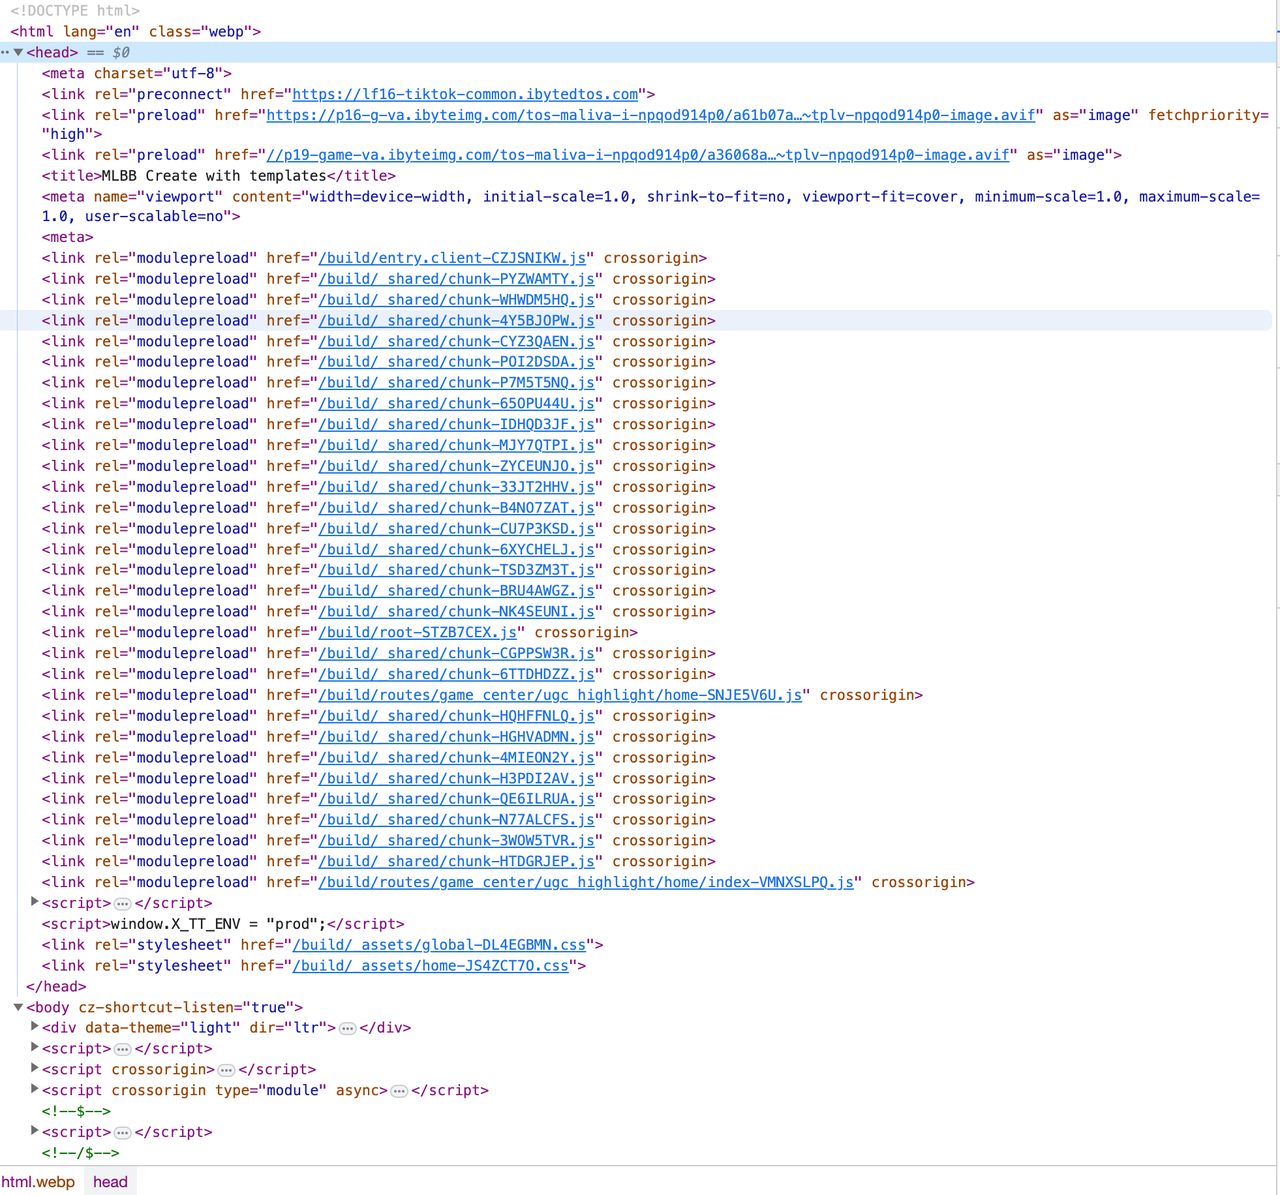 <!DOCTYPE html>
<html lang="en" class="webp">
<head> == $0
<meta charset="utf-8">
<link rel="preconnect" href="https://lf16-tiktok-common.ibytedtos.com">
<link rel="preload" href="https://p16-g-va.ibyteimg.com/tos-maliva-i-npqod914p0/a61b07a…~tplv-npqod914p0-image.avif" as="image" fetchpriority=
"high">
<link rel="preload" href="//p19-game-va.ibyteimg.com/tos-maliva-i-npqod914p0/a36068a…~tplv-npqod914p0-image.avif" as="image">
<title>MLBB Create with templates</title>
<meta name="viewport" content="width=device-width, initial-scale=1.0, shrink-to-fit=no, viewport-fit=cover, minimum-scale=1.0, maximum-scale=
1.0, user-scalable=no">
<meta>
<link rel="modulepreload" href="/build/entry.client-CZJSNIKW.js" crossorigin>
<link rel="modulepreload" href="/build/_shared/chunk-PYZWAMTY.js" crossorigin>
<link rel="modulepreload" href="/build/_shared/chunk-WHWDM5HQ.js" crossorigin>
<link rel="modulepreload" href="/build/_shared/chunk-4Y5BJOPW.js" crossorigin>
<link rel="modulepreload" href="/build/_shared/chunk-CYZ3QAEN.js" crossorigin>
<link rel="modulepreload" href="/build/_shared/chunk-POI2DSDA.js" crossorigin>
<link rel="modulepreload" href="/build/_shared/chunk-P7M5T5NQ.js" crossorigin>
<link rel="modulepreload" href="/build/_shared/chunk-65OPU44U.js" crossorigin>
<link rel="modulepreload" href="/build/_shared/chunk-IDHQD3JF.js" crossorigin>
<link rel="modulepreload" href="/build/_shared/chunk-MJY7QTPI.js" crossorigin>
<link rel="modulepreload" href="/build/_shared/chunk-ZYCEUNJO.js" crossorigin>
<link rel="modulepreload" href="/build/_shared/chunk-33JT2HHV.js" crossorigin>
<link rel="modulepreload" href="/build/_shared/chunk-B4NO7ZAT.js" crossorigin>
<link rel="modulepreload" href="/build/_shared/chunk-CU7P3KSD.js" crossorigin>
<link rel="modulepreload" href="/build/_shared/chunk-6XYCHELJ.js" crossorigin>
<link rel="modulepreload" href="/build/_shared/chunk-TSD3ZM3T.js" crossorigin>
<link rel="modulepreload" href="/build/_shared/chunk-BRU4AWGZ.js" crossorigin>
<link rel="modulepreload" href="/build/_shared/chunk-NK4SEUNI.js" crossorigin>
<link rel="modulepreload" href="/build/root-STZB7CEX.js" crossorigin>
<link rel="modulepreload" href="/build/_shared/chunk-CGPPSW3R.js" crossorigin>
<link rel="modulepreload" href="/build/_shared/chunk-6TTDHDZZ.js" crossorigin>
<link rel="modulepreload" href="/build/routes/game_center/ugc_highlight/home-SNJE5V6U.js" crossorigin>
<link rel="modulepreload" href="/build/_shared/chunk-HQHFFNLQ.js" crossorigin>
<link rel="modulepreload" href="/build/_shared/chunk-HGHVADMN.js" crossorigin>
<link rel="modulepreload" href="/build/_shared/chunk-4MIEON2Y.js" crossorigin>
<link rel="modulepreload" href="/build/_shared/chunk-H3PDI2AV.js" crossorigin>
<link rel="modulepreload" href="/build/_shared/chunk-QE6ILRUA.js" crossorigin>
<link rel="modulepreload" href="/build/_shared/chunk-N77ALCFS.js" crossorigin>
<link rel="modulepreload" href="/build/_shared/chunk-3WOW5TVR.js" crossorigin>
<link rel="modulepreload" href="/build/_shared/chunk-HTDGRJEP.js" crossorigin>
<link rel="modulepreload" href="/build/routes/game_center/ugc_highlight/home/index-VMNXSLPQ.js" crossorigin>
<script>…</script>
<script>window.X_TT_ENV = "prod";</script>
<link rel="stylesheet" href="/build/_assets/global-DL4EGBMN.css">
<link rel="stylesheet" href="/build/_assets/home-JS4ZCT7O.css">
</head>
<body cz-shortcut-listen="true">
<div data-theme="light" dir="ltr">…</div>
<script>…</script>
<script crossorigin>…</script>
<script crossorigin type="module" async>…</script>
<!--$-->
<script>…</script>
<!--/$-->
html.webp head